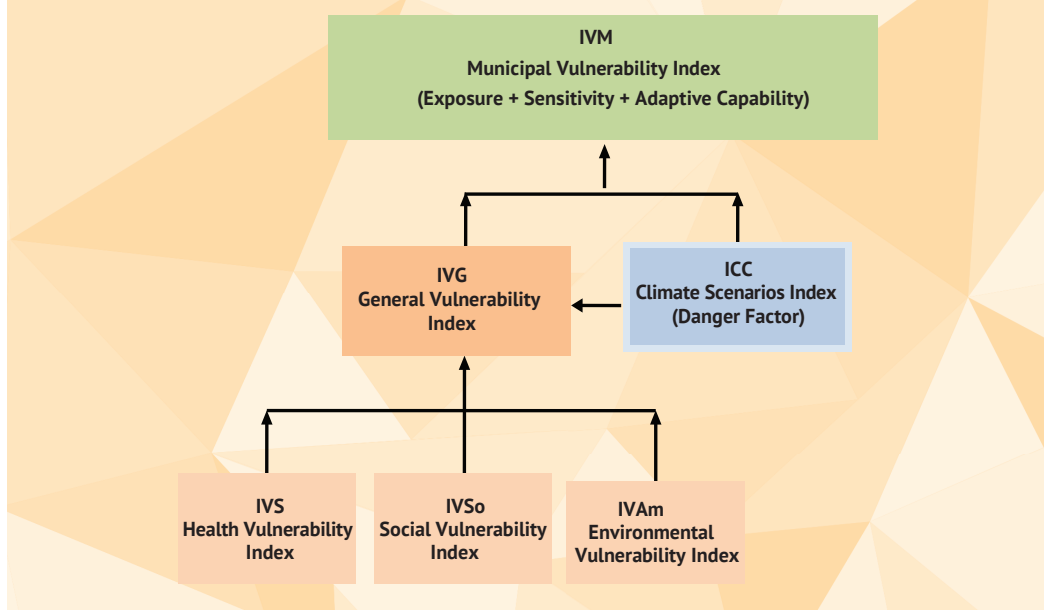 IVM
Municipal Vulnerability Index
(Exposure + Sensitivity + Adaptive Capability)
IVG
General Vulnerability
Index
ICC
Climate Scenarios Index
(Danger Factor)
IVS
Health Vulnerability
Index
IVSo
Social Vulnerability
Index
IVAm
Environmental
Vulnerability Index